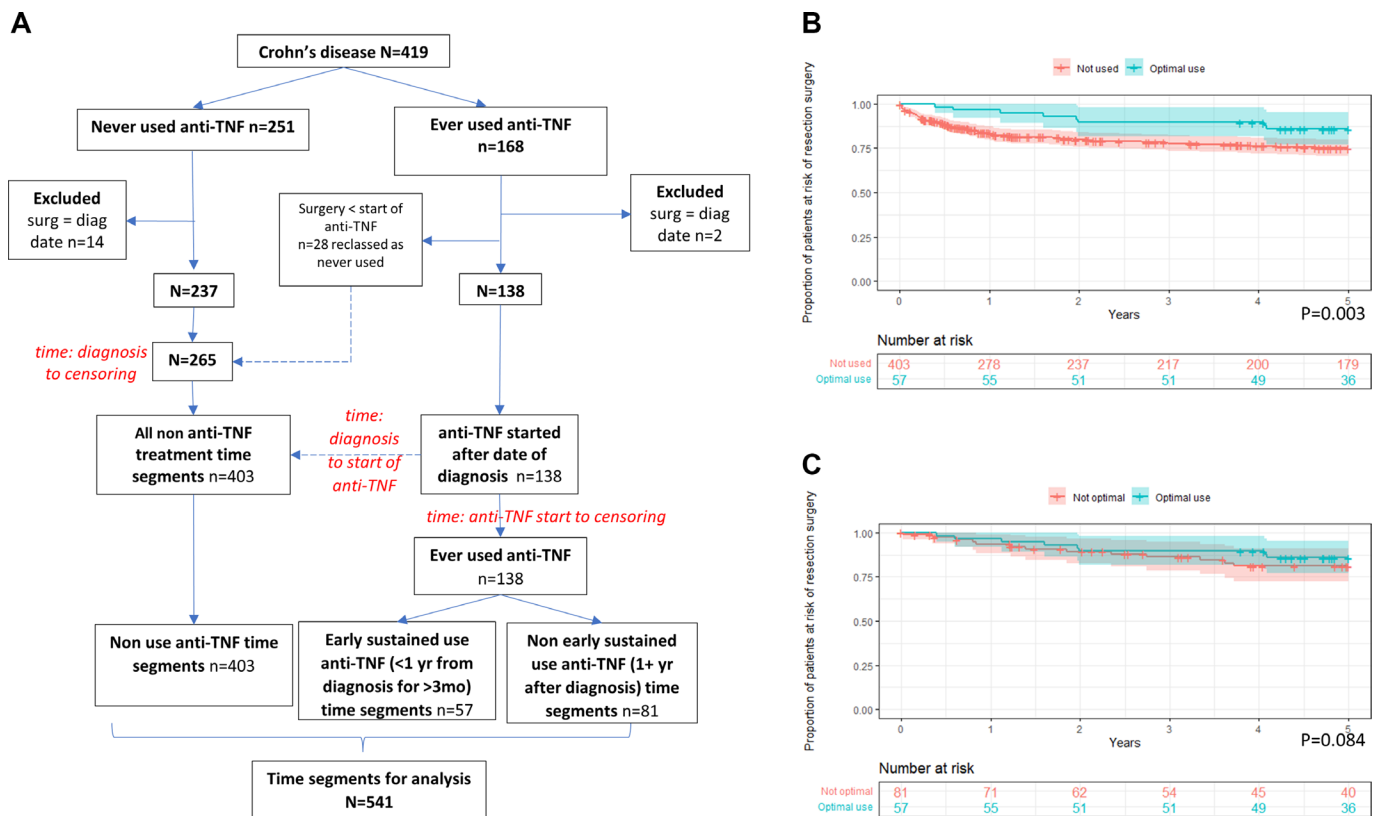 A
Crohn's disease N=419
Never used anti-TNF n=251
Ever used anti-TNF
n=168
Excluded
surg = diag
date n=14
Surgery < start of
anti-TNF
n=28 reclassed as
never used
Excluded
surg = diag
date n=2
N=237
N=138
time: diagnosis
to censoring
N=265
All non anti-TNF
treatment time
segments n=403
time:
diagnosis
to start of
anti-TNF
anti-TNF started
after date of
diagnosis n=138
time: anti-TNF start to censoring
Ever used anti-TNF
n=138
Non use anti-TNF time
segments n=403
Early sustained use
anti-TNF (<1 yr from
diagnosis for >3mo)
time segments n=57
Non early sustained
use anti-TNF (1+ yr
after diagnosis) time
segments n=81
Time segments for analysis
N=541
B
Not used Optimal use
Proportion of patients at risk of resection surgery
1.00
0.75
0.50
0.25
0.00
0 1 2 3 4 5
Years
P=0.003
Number at risk
Not used 403 278 237 217 200 179
Optimal use 57 55 51 51 49 36
C
Not optimal Optimal use
Proportion of patients at risk of resection surgery
1.00
0.75
0.50
0.25
0.00
0 1 2 3 4 5
Years
P=0.084
Number at risk
Not optimal 81 71 62 54 45 40
Optimal use 57 55 51 51 49 36